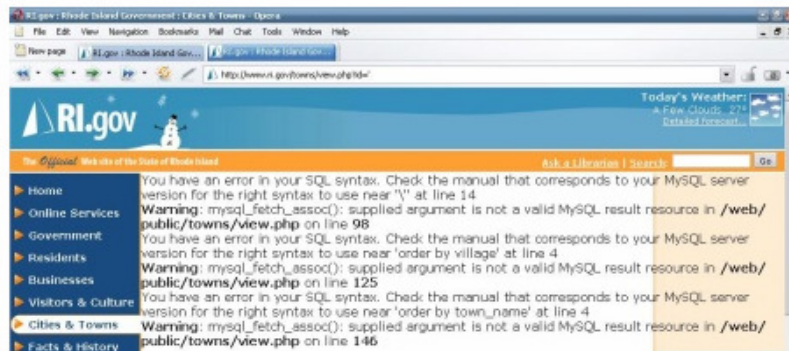 RI.gov : Rhode Island Government : Cities & Towns - Opera
File Edit View Navigation Bookmarks Mail Chat Tools Window Help
New page RI.gov : Rhode Island Gov... RI.gov : Rhode Island Gov...
http://www.ri.gov/towns/view.php?id='
Today's Weather:
A Few Clouds 27°
Detailed forecast...
RI.gov
The Official Web site of the State of Rhode Island
Ask a Librarian | Search: Go
Home
Online Services
Government
Residents
Businesses
Visitors & Culture
Cities & Towns
Facts & History
You have an error in your SQL syntax. Check the manual that corresponds to your MySQL server
version for the right syntax to use near '\'' at line 14
Warning: mysql_fetch_assoc(): supplied argument is not a valid MySQL result resource in /web/
public/towns/view.php on line 98
You have an error in your SQL syntax. Check the manual that corresponds to your MySQL server
version for the right syntax to use near 'order by village' at line 4
Warning: mysql_fetch_assoc(): supplied argument is not a valid MySQL result resource in /web/
public/towns/view.php on line 125
You have an error in your SQL syntax. Check the manual that corresponds to your MySQL server
version for the right syntax to use near 'order by town_name' at line 4
Warning: mysql_fetch_assoc(): supplied argument is not a valid MySQL result resource in /web/
public/towns/view.php on line 146